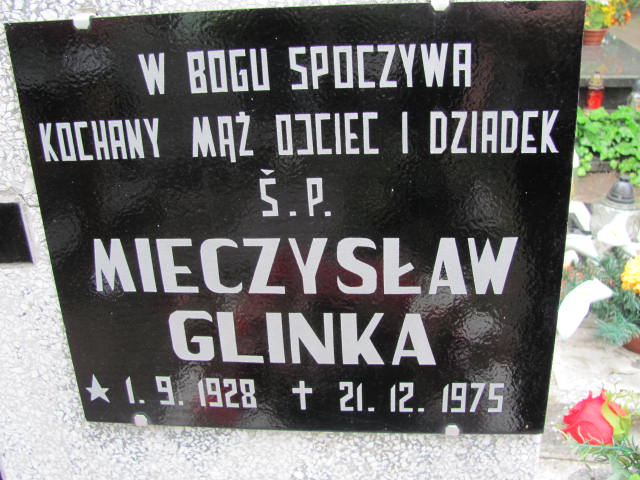 W BOGU SPOCZYWA
KOCHANY MĄŻ OJCIEC I DZIADEK
Š.P.
MIECZYSŁAW
GLINKA
★ 1. 9. 1928 ✝ 21. 12. 1975